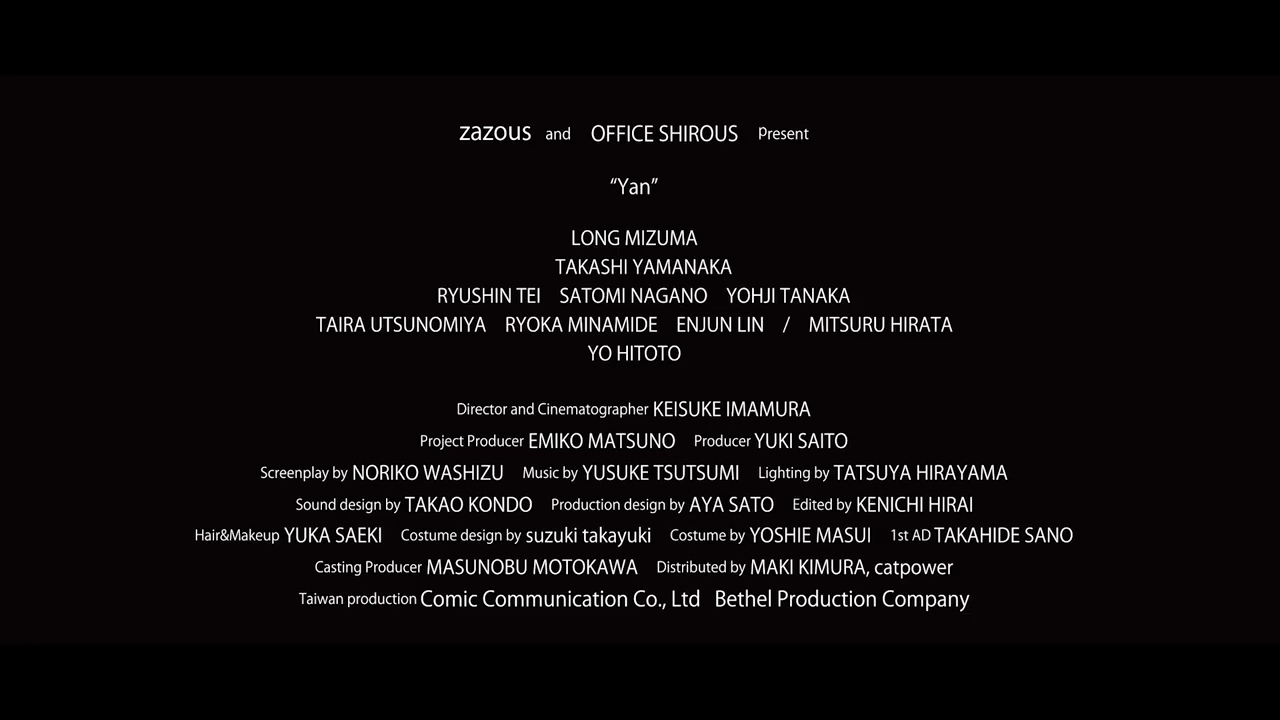 zazous and OFFICE SHIROUS Present
“Yan”
LONG MIZUMA
TAKASHI YAMANAKA
RYUSHIN TEI SATOMI NAGANO YOHJI TANAKA
TAIRA UTSUNOMIYA RYOKA MINAMIDE ENJUN LIN / MITSURU HIRATA
YO HITOTO
Director and Cinematographer KEISUKE IMAMURA
Project Producer EMIKO MATSUNO Producer YUKI SAITO
Screenplay by NORIKO WASHIZU Music by YUSUKE TSUTSUMI Lighting by TATSUYA HIRAYAMA
Sound design by TAKAO KONDO Production design by AYA SATO Edited by KENICHI HIRAI
Hair&Makeup YUKA SAEKI Costume design by suzuki takayuki Costume by YOSHIE MASUI 1st AD TAKAHIDE SANO
Casting Producer MASUNOBU MOTOKAWA Distributed by MAKI KIMURA, catpower
Taiwan production Comic Communication Co., Ltd Bethel Production Company